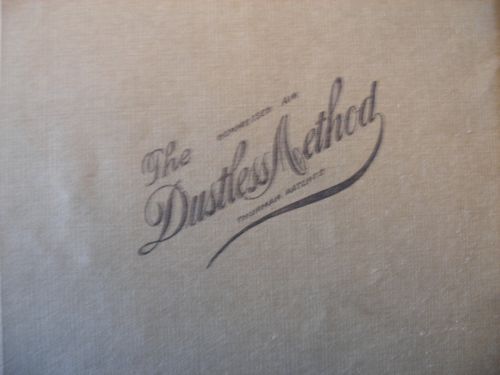 COMPRESSED AIR
The
Dustless Method
THURMAN PATENTS